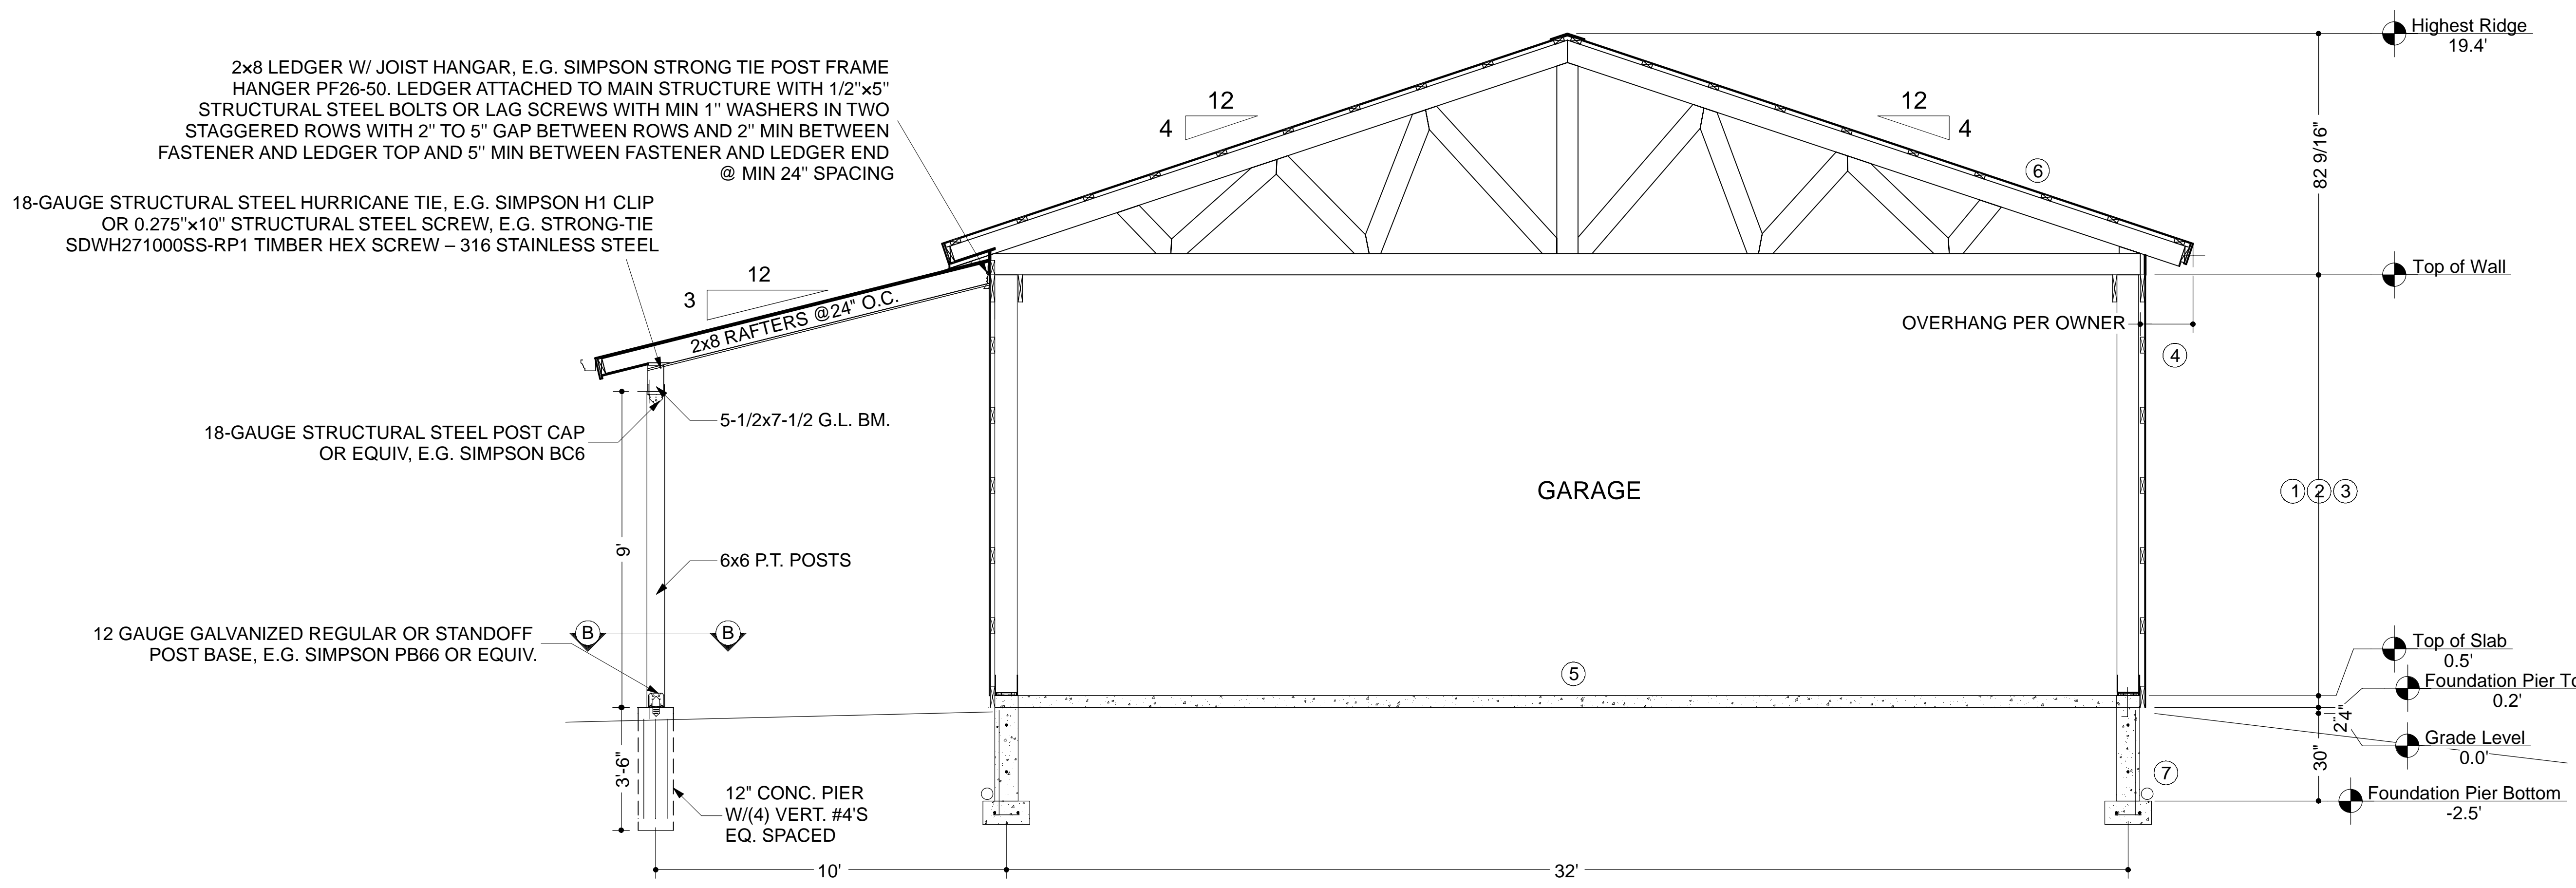 2×8 LEDGER W/ JOIST HANGAR, E.G. SIMPSON STRONG TIE POST FRAME
HANGER PF26-50. LEDGER ATTACHED TO MAIN STRUCTURE WITH 1/2"×5"
STRUCTURAL STEEL BOLTS OR LAG SCREWS WITH MIN 1" WASHERS IN TWO
STAGGERED ROWS WITH 2" TO 5" GAP BETWEEN ROWS AND 2" MIN BETWEEN
FASTENER AND LEDGER TOP AND 5" MIN BETWEEN FASTENER AND LEDGER END
@ MIN 24" SPACING
18-GAUGE STRUCTURAL STEEL HURRICANE TIE, E.G. SIMPSON H1 CLIP
OR 0.275"×10" STRUCTURAL STEEL SCREW, E.G. STRONG-TIE
SDWH271000SS-RP1 TIMBER HEX SCREW – 316 STAINLESS STEEL
12
3
2x8 RAFTERS @24" O.C.
5-1/2x7-1/2 G.L. BM.
18-GAUGE STRUCTURAL STEEL POST CAP
OR EQUIV, E.G. SIMPSON BC6
9'
6x6 P.T. POSTS
12 GAUGE GALVANIZED REGULAR OR STANDOFF
POST BASE, E.G. SIMPSON PB66 OR EQUIV.
B
B
3'-6"
12" CONC. PIER
W/(4) VERT. #4'S
EQ. SPACED
10'
32'
12
4
12
4
6
OVERHANG PER OWNER
4
GARAGE
5
7
1
2
3
82 9/16"
2"
4"
30"
Highest Ridge
19.4'
Top of Wall
Top of Slab
0.5'
Foundation Pier To
0.2'
Grade Level
0.0'
Foundation Pier Bottom
-2.5'